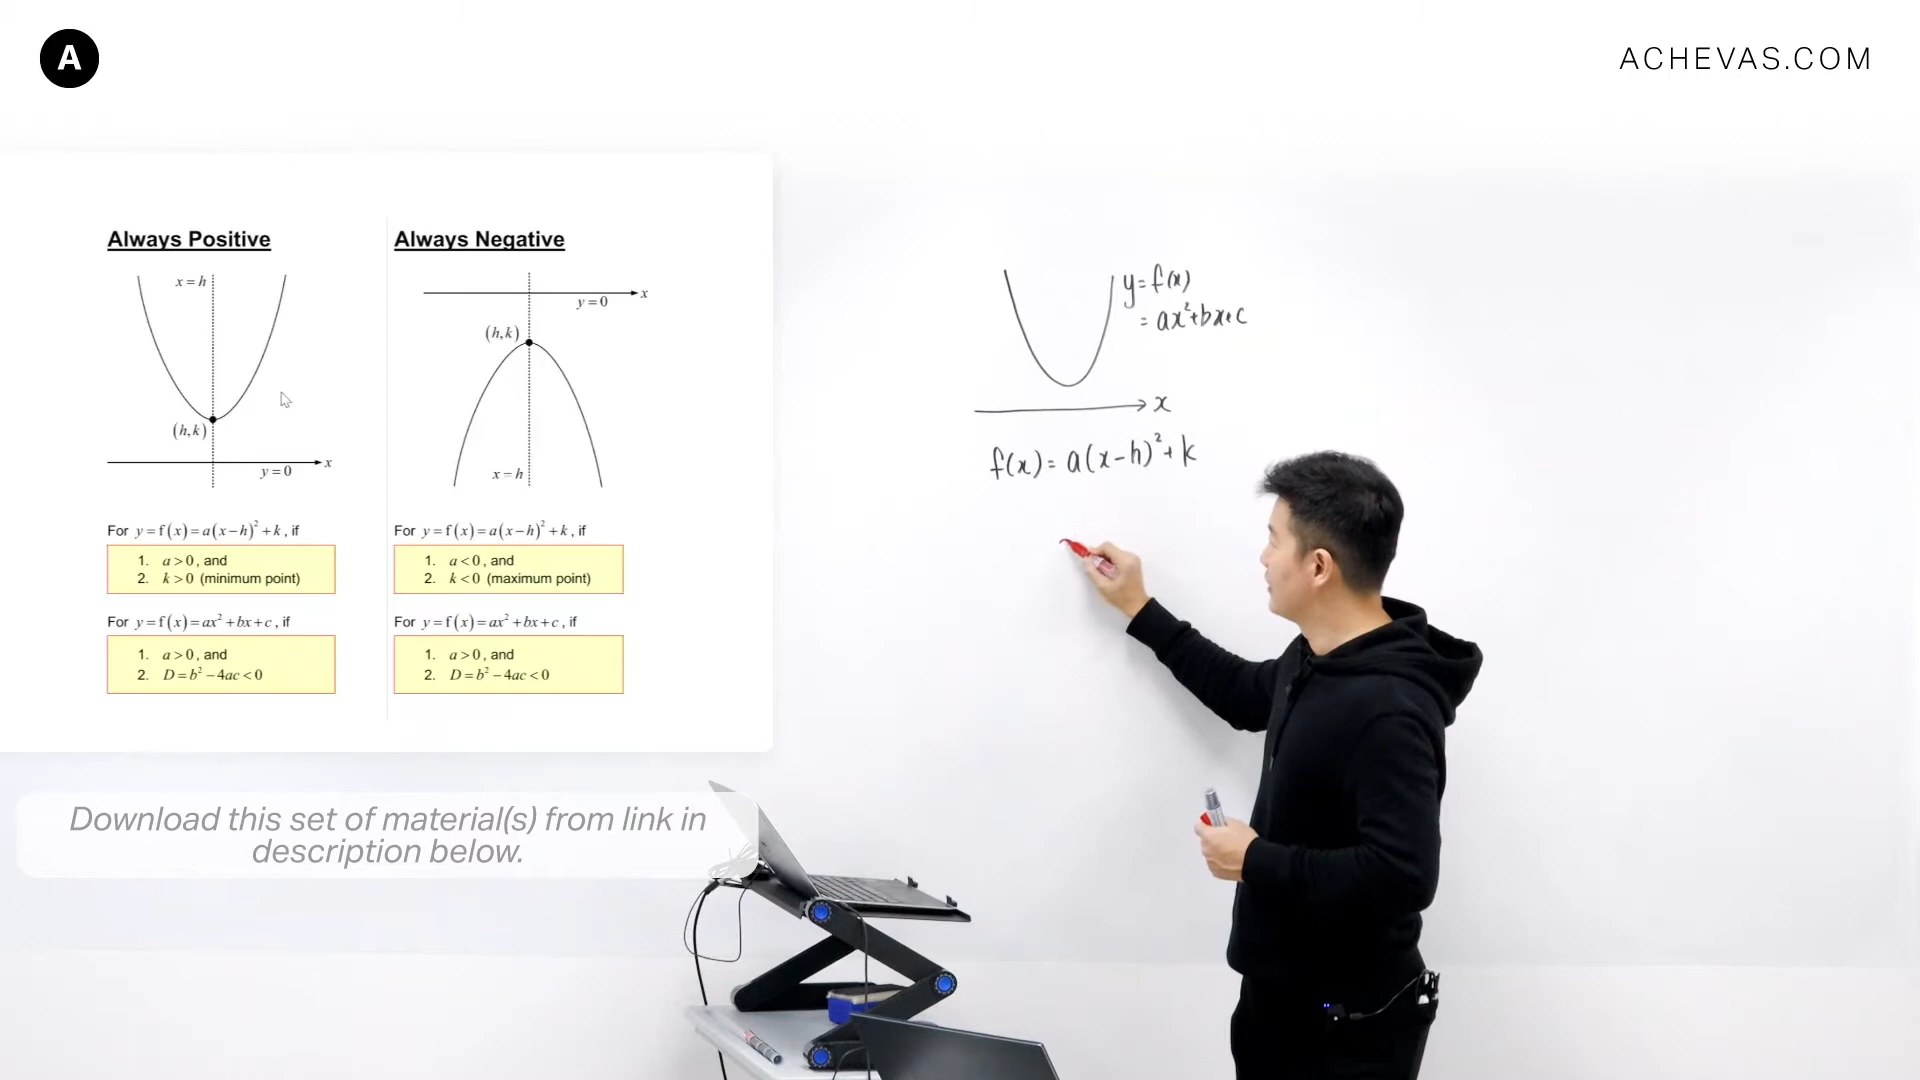 A
ACHEVAS.COM
Always Positive
x = h
(h, k)
x
y = 0
For y = f(x) = a(x−h)² + k, if
1. a > 0, and
2. k > 0 (minimum point)
For y = f(x) = ax² + bx + c, if
1. a > 0, and
2. D = b² − 4ac < 0
Always Negative
x
y = 0
(h, k)
x = h
For y = f(x) = a(x−h)² + k, if
1. a < 0, and
2. k < 0 (maximum point)
For y = f(x) = ax² + bx + c, if
1. a > 0, and
2. D = b² − 4ac < 0
y = f(x)
= ax²+bx+c
x
f(x) = a(x−h)² + k
Download this set of material(s) from link in
description below.